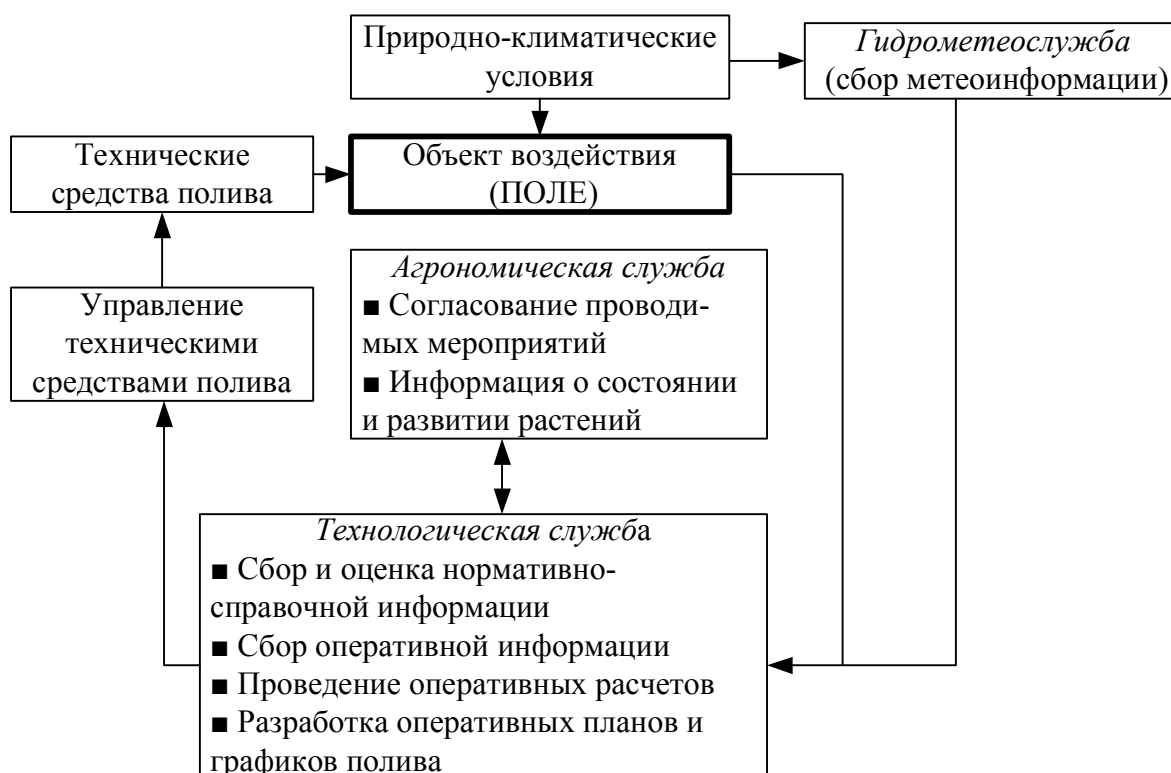 Природно-климатические
условия
Гидрометеослужба
(сбор метеоинформации)
Технические
средства полива
Объект воздействия
(ПОЛЕ)
Управление
техническими
средствами полива
Агрономическая служба
■ Согласование проводи-
мых мероприятий
■ Информация о состоянии
и развитии растений
Технологическая служба
■ Сбор и оценка нормативно-
справочной информации
■ Сбор оперативной информации
■ Проведение оперативных расчетов
■ Разработка оперативных планов и
графиков полива